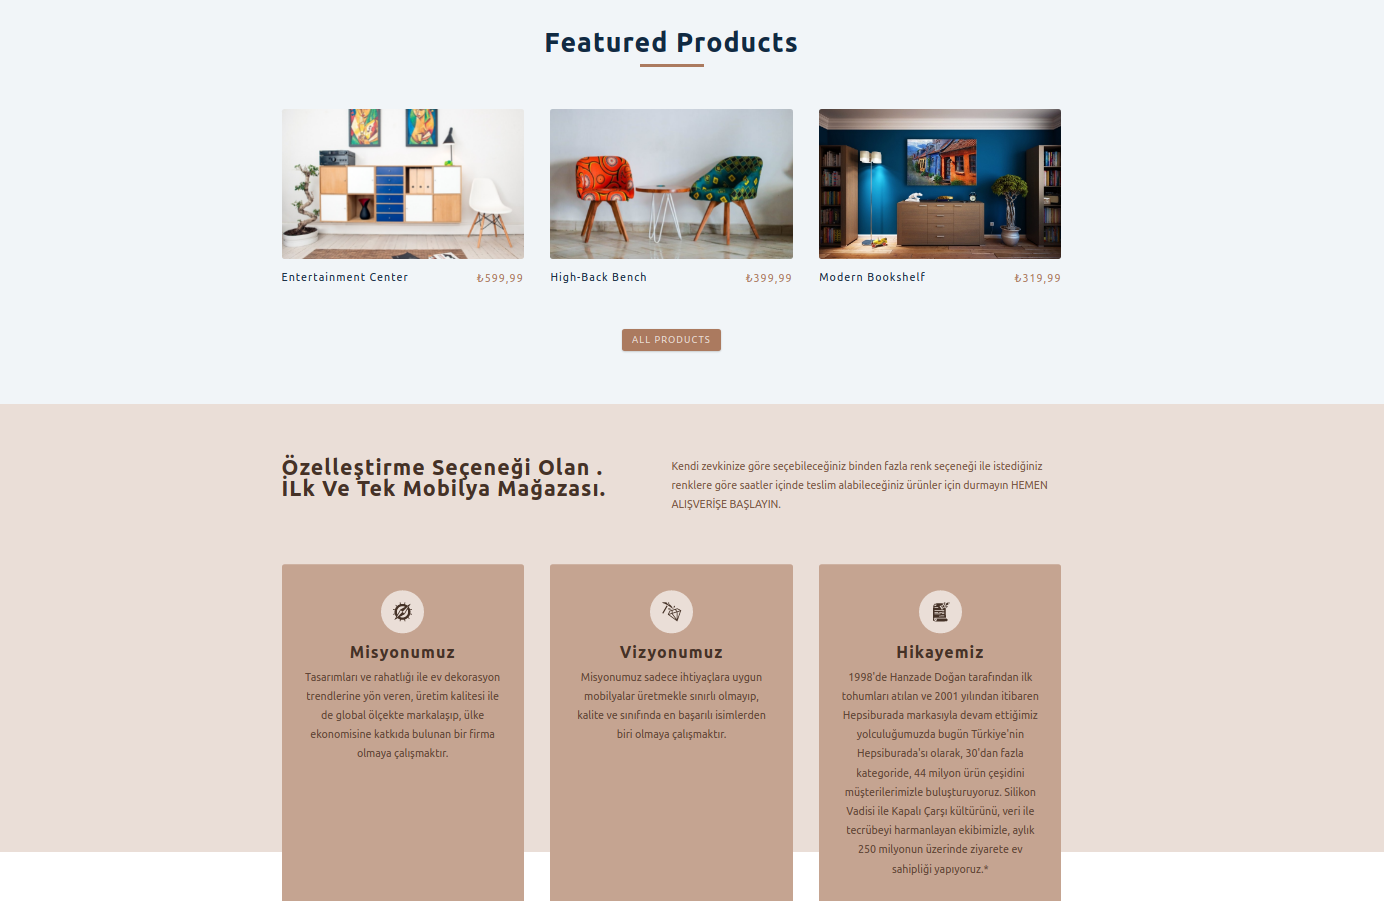 Featured Products
Entertainment Center
₺599,99
High-Back Bench
₺399,99
Modern Bookshelf
₺319,99
ALL PRODUCTS
Özelleştirme Seçeneği Olan .
İLk Ve Tek Mobilya Mağazası.
Kendi zevkinize göre seçebileceğiniz binden fazla renk seçeneği ile istediğiniz
renklere göre saatler içinde teslim alabileceğiniz ürünler için durmayın HEMEN
ALIŞVERİŞE BAŞLAYIN.
Misyonumuz
Tasarımları ve rahatlığı ile ev dekorasyon
trendlerine yön veren, üretim kalitesi ile
de global ölçekte markalaşıp, ülke
ekonomisine katkıda bulunan bir firma
olmaya çalışmaktır.
Vizyonumuz
Misyonumuz sadece ihtiyaçlara uygun
mobilyalar üretmekle sınırlı olmayıp,
kalite ve sınıfında en başarılı isimlerden
biri olmaya çalışmaktır.
Hikayemiz
1998'de Hanzade Doğan tarafından ilk
tohumları atılan ve 2001 yılından itibaren
Hepsiburada markasıyla devam ettiğimiz
yolculuğumuzda bugün Türkiye'nin
Hepsiburada'sı olarak, 30'dan fazla
kategoride, 44 milyon ürün çeşidini
müşterilerimizle buluşturuyoruz. Silikon
Vadisi ile Kapalı Çarşı kültürünü, veri ile
tecrübeyi harmanlayan ekibimizle, aylık
250 milyonun üzerinde ziyarete ev
sahipliği yapıyoruz.*